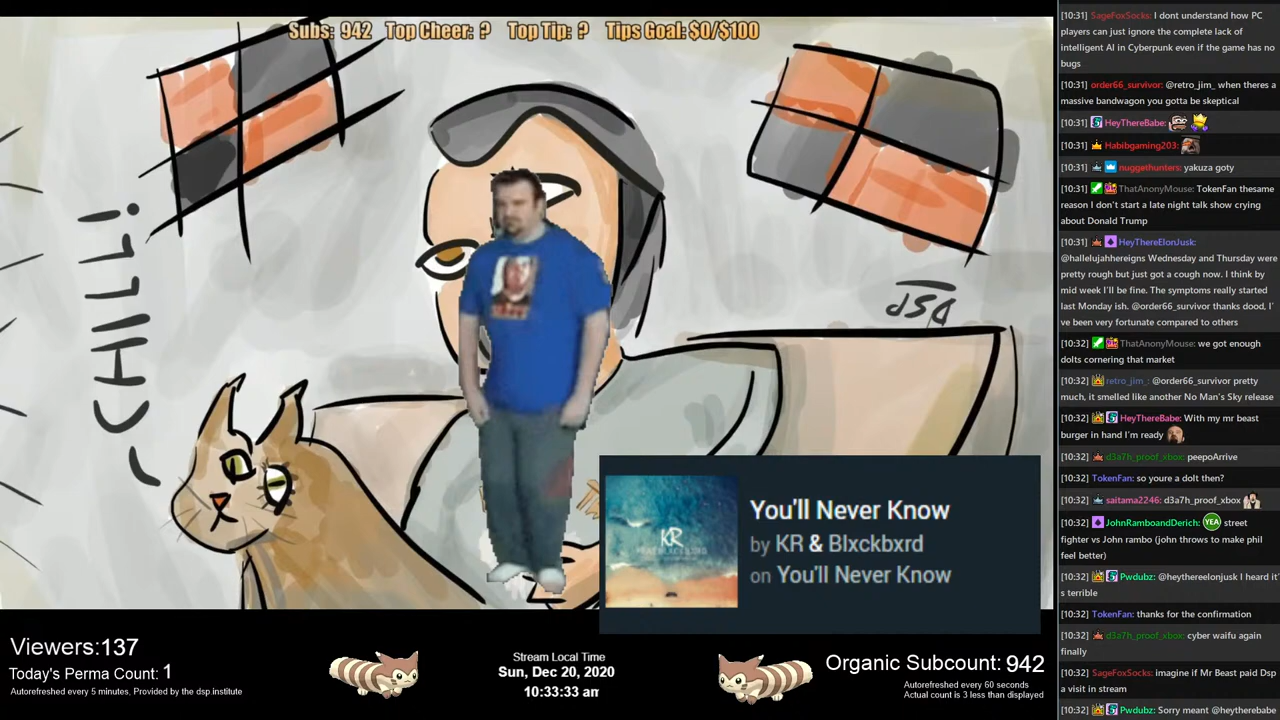 Subs: 942 Top Cheer: ? Top Tip: ? Tips Goal: $0/$100
CHILL!
JSD
KR
You'll Never Know
by KR & Blxckbxrd
on You'll Never Know
Viewers:137
Today's Perma Count: 1
Autorefreshed every 5 minutes, Provided by the dsp institute
Stream Local Time
Sun, Dec 20, 2020
10:33:33 am
Organic Subcount: 942
Autorefreshed every 60 seconds
Actual count is 3 less than displayed
[10:31] SageFoxSocks: I dont understand how PC
players can just ignore the complete lack of
intelligent AI in Cyberpunk even if the game has no
bugs
[10:31] order66_survivor: @retro_jim_ when theres a
massive bandwagon you gotta be skeptical
[10:31] HeyThereBabe:
[10:31] Habibgaming203:
[10:31] nuggethunters: yakuza goty
[10:31] ThatAnonyMouse: TokenFan thesame
reason I don't start a late night talk show crying
about Donald Trump
[10:31] HeyThereElonJusk:
@hallelujahhereigns Wednesday and Thursday were
pretty rough but just got a cough now. I think by
mid week I'll be fine. The symptoms really started
last Monday ish. @order66_survivor thanks dood, I'
ve been very fortunate compared to others
[10:32] ThatAnonyMouse: we got enough
dolts cornering that market
[10:32] retro_jim_: @order66_survivor pretty
much, it smelled like another No Man's Sky release
[10:32] HeyThereBabe: With my mr beast
burger in hand I'm ready
[10:32] d3a7h_proof_xbox: peepoArrive
[10:32] TokenFan: so youre a dolt then?
[10:32] saitama2246: d3a7h_proof_xbox
[10:32] JohnRamboandDerich: YEA street
fighter vs John rambo (john throws to make phil
feel better)
[10:32] Pwdubz: @heythereelonjusk I heard it'
s terrible
[10:32] TokenFan: thanks for the confirmation
[10:32] d3a7h_proof_xbox: cyber waifu again
finally
[10:32] SageFoxSocks: imagine if Mr Beast paid Dsp
a visit in stream
[10:32] Pwdubz: Sorry meant @heytherebabe